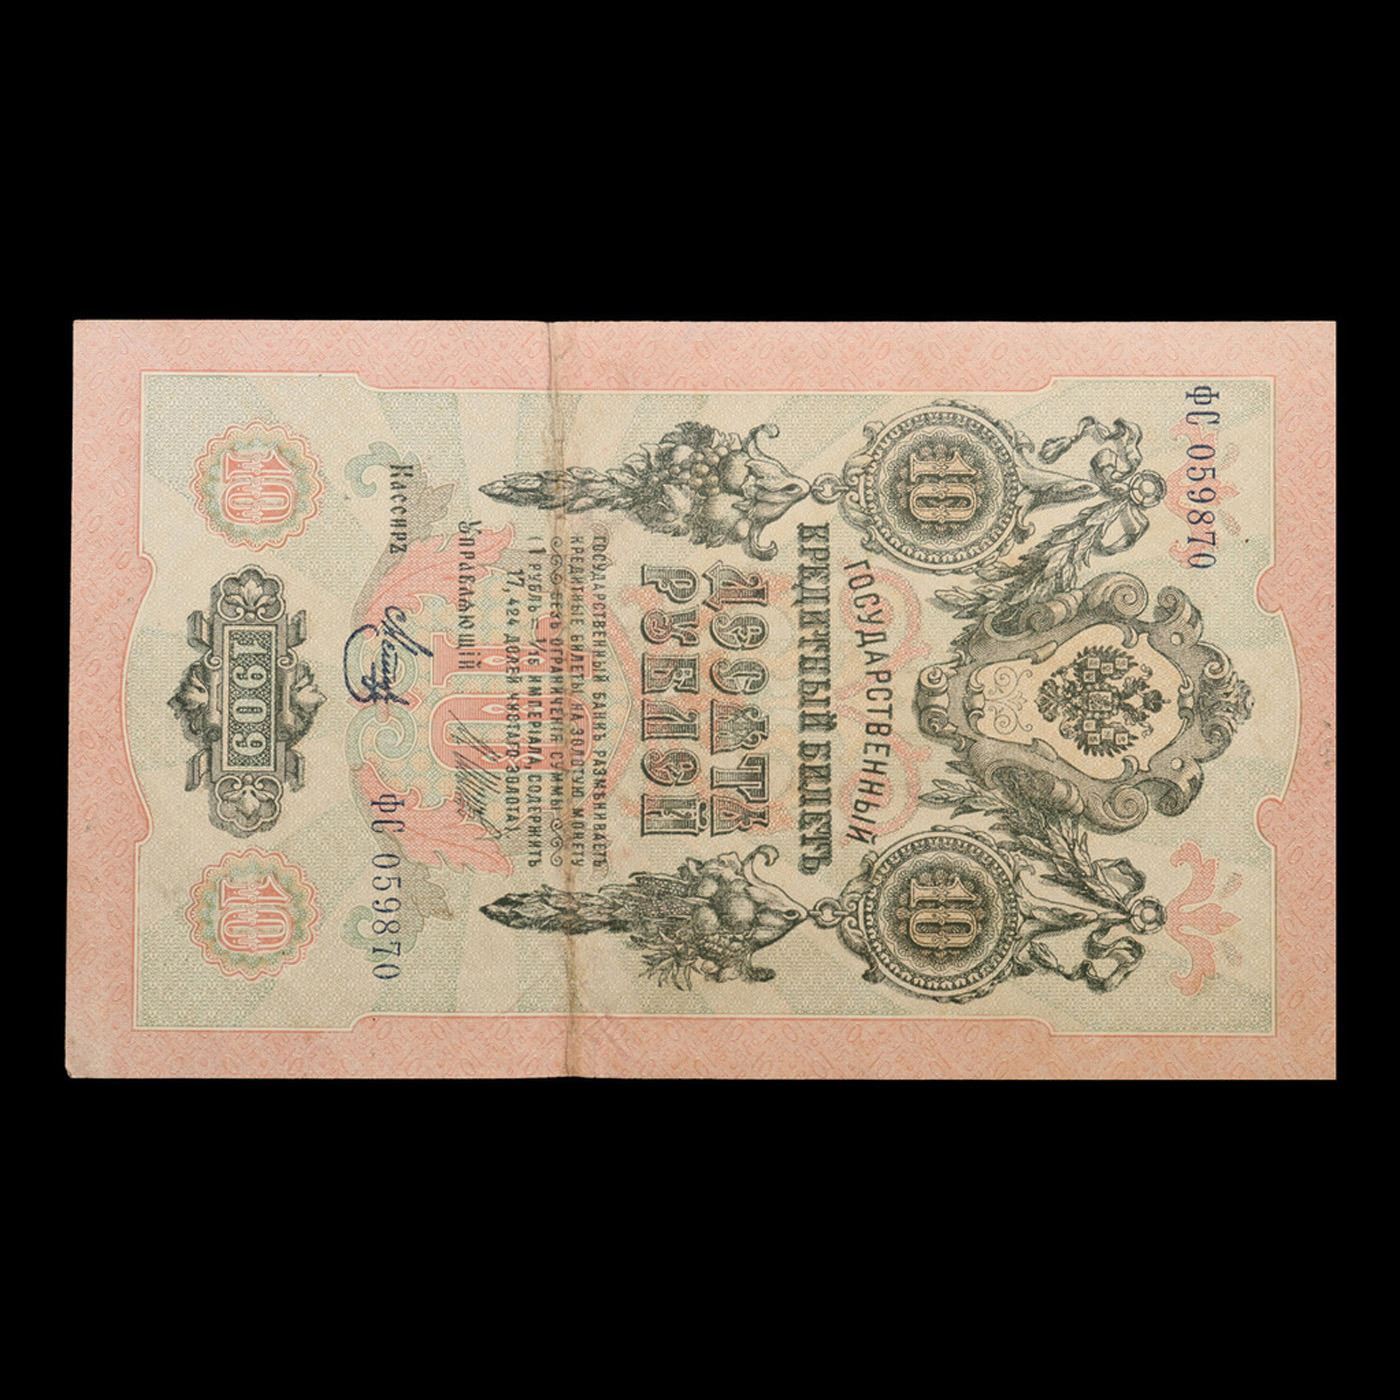 ФС 059870
10
10
ГОСУДАРСТВЕННЫЙ
КРЕДИТНЫЙ БИЛЕТЪ
ДЕСЯТЬ
РУБЛЕЙ
ГОСУДАРСТВЕННЫЙ БАНКЪ РАЗМѢНИВАЕТЪ
КРЕДИТНЫЕ БИЛЕТЫ НА ЗОЛОТУЮ МОНЕТУ
БЕЗЪ ОГРАНИЧЕНІЯ СУММЫ
(1 РУБЛЬ = 1/15 ИМПЕРІАЛА, СОДЕРЖИТЪ
17,424 ДОЛЕЙ ЧИСТАГО ЗОЛОТА).
10
Управляющій
Кассиръ
ФС 059870
10
1909
10